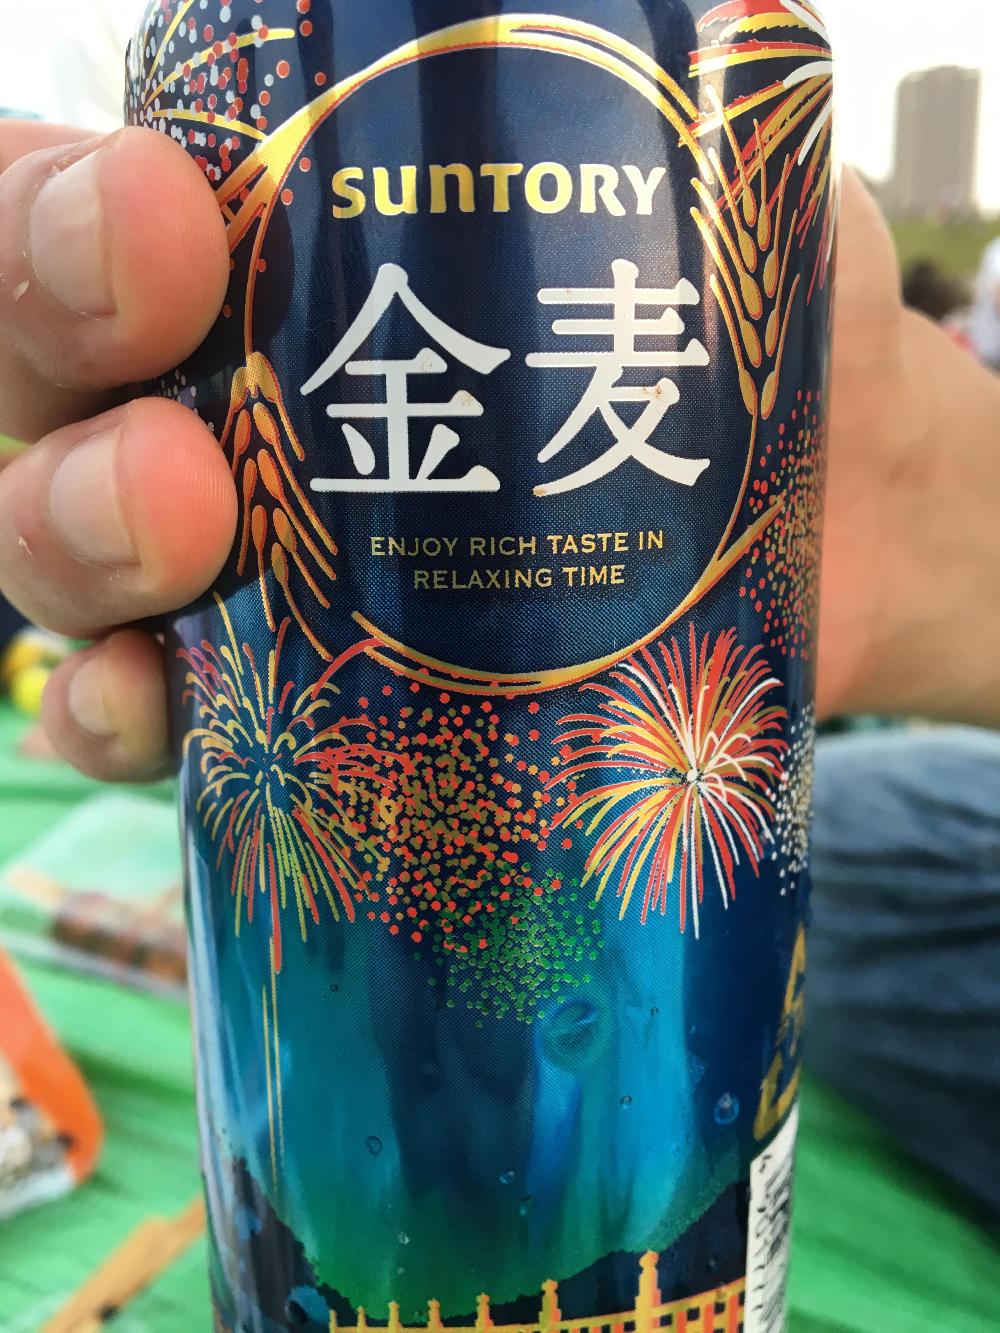 SUNTORY
金麦
ENJOY RICH TASTE IN
RELAXING TIME